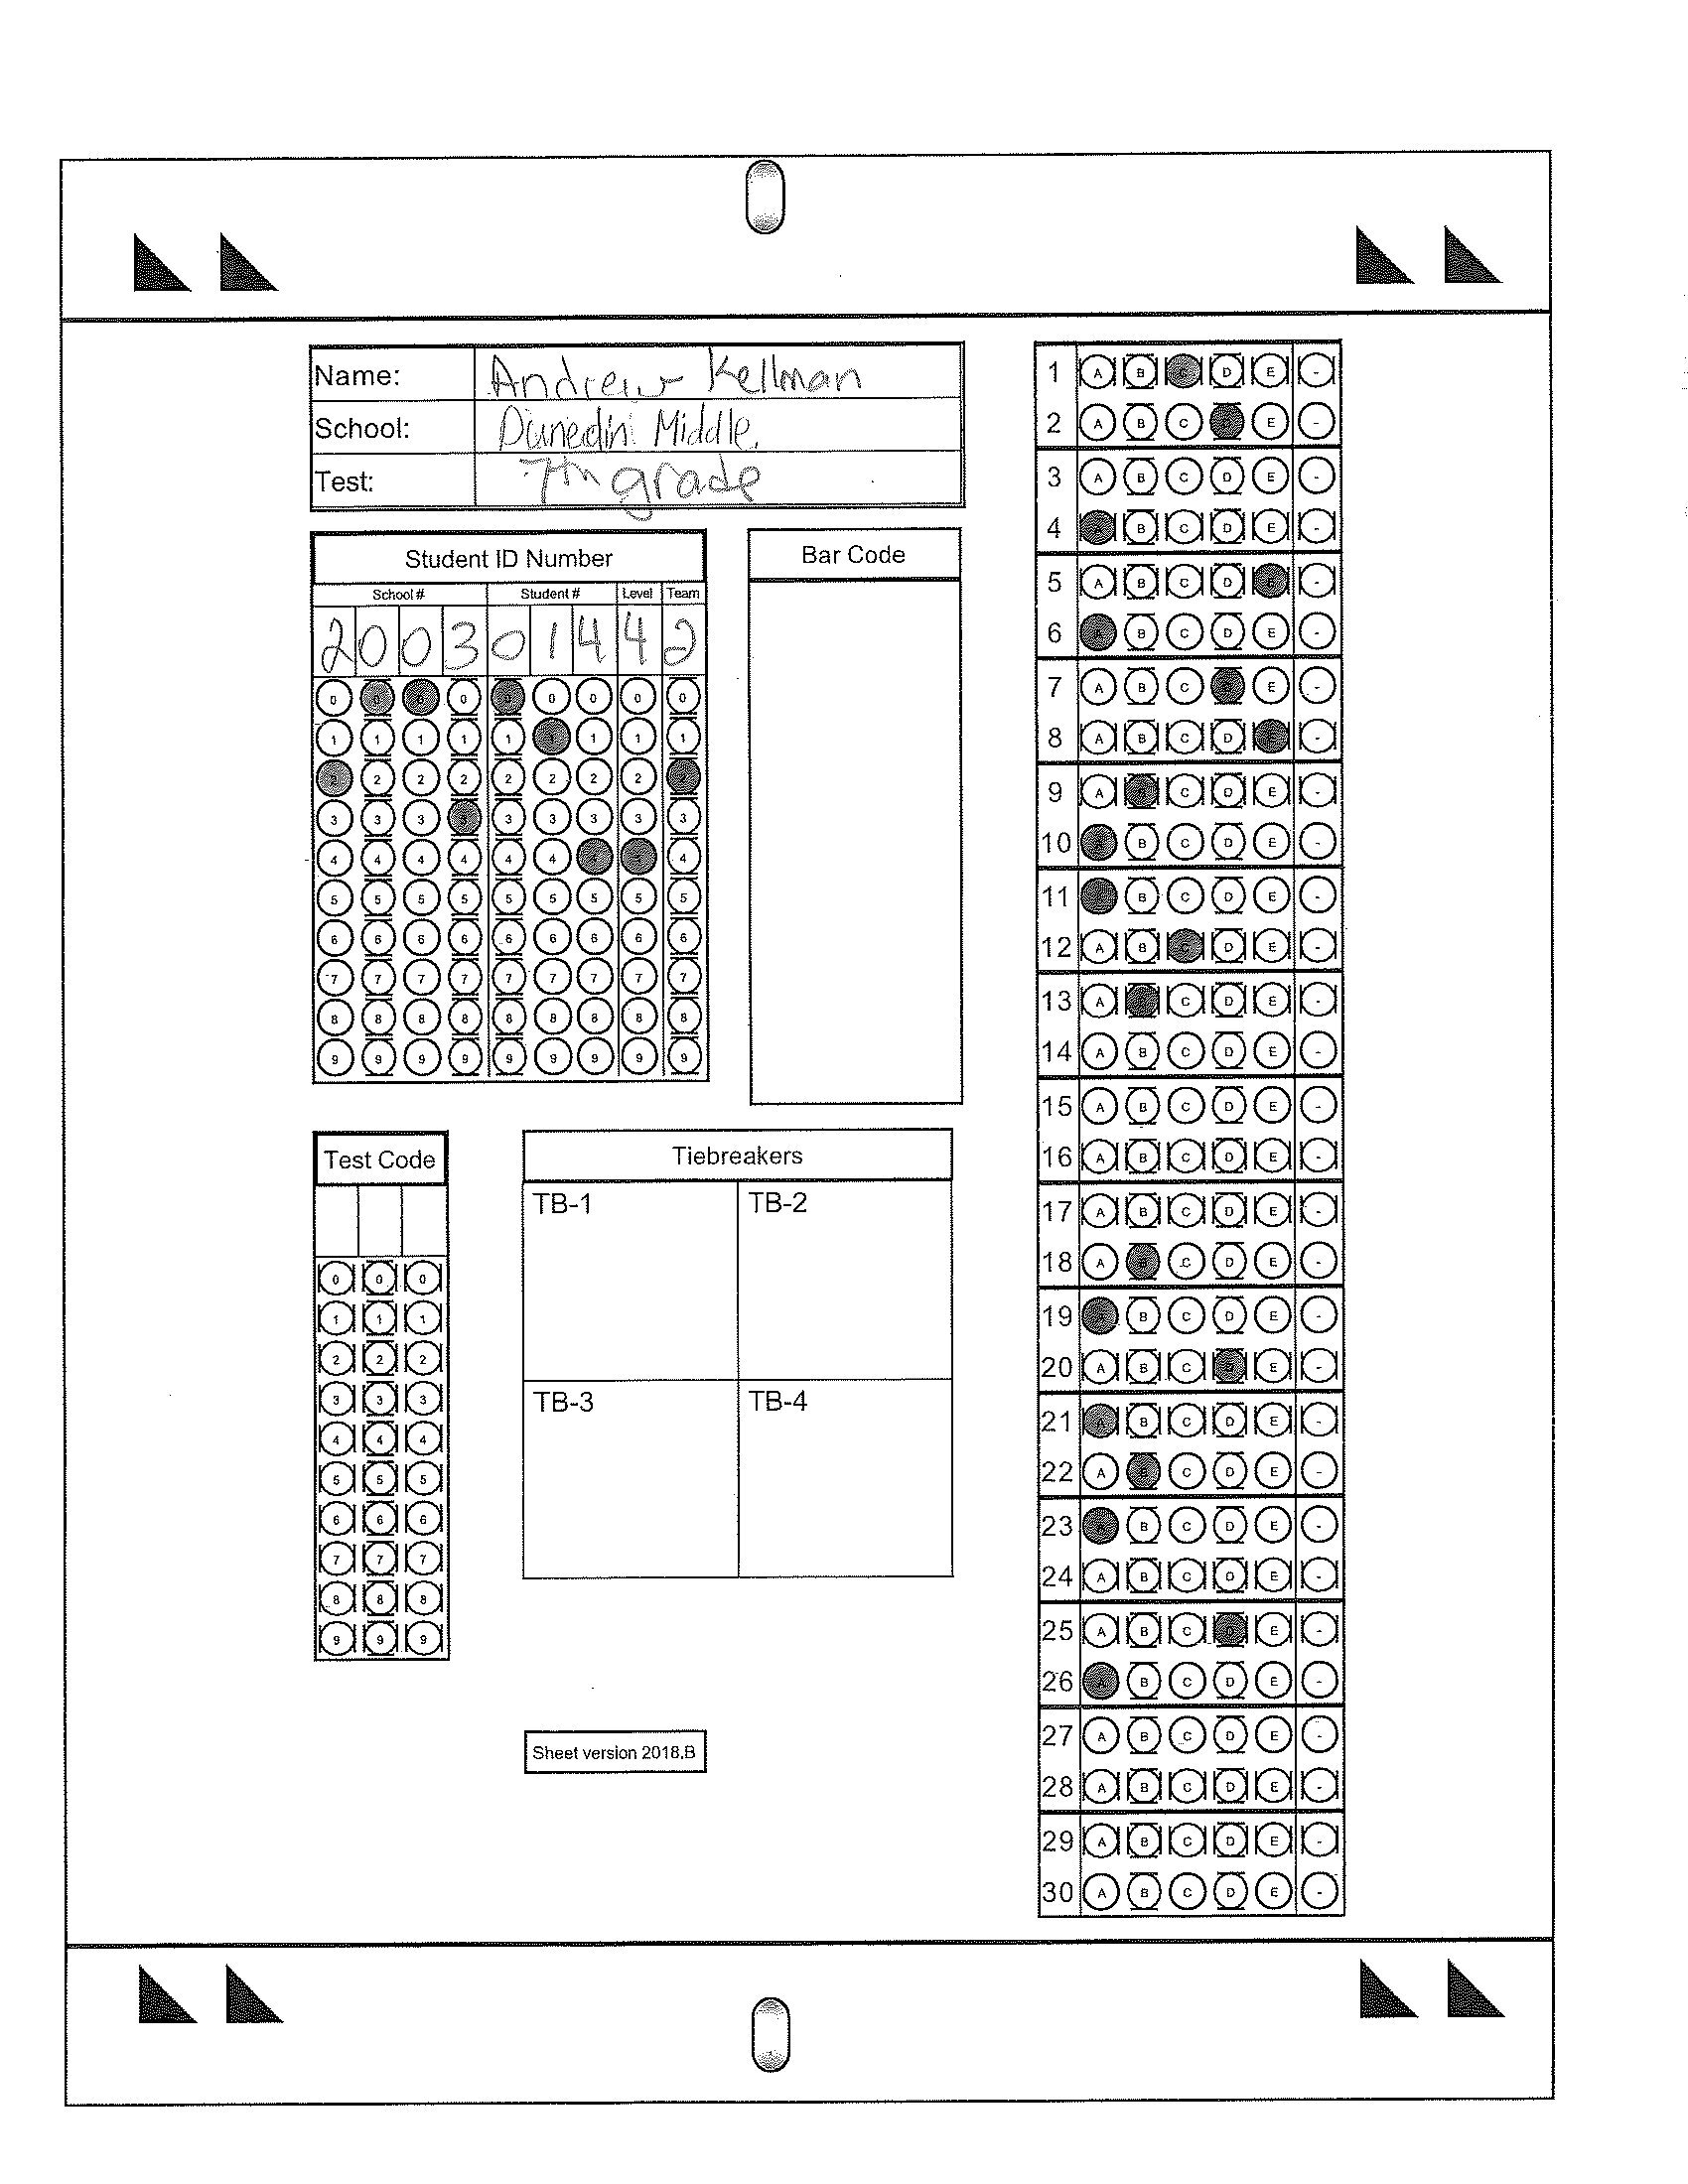 Name: Andrew Kellman
School: Dunedin Middle.
Test: 7th grade
Student ID Number
School # Student # Level Team
2 0 0 3 0 1 4 4 2
0 0 0 0 0 0 0 0 0
1 1 1 1 1 1 1 1 1
2 2 2 2 2 2 2 2 2
3 3 3 3 3 3 3 3 3
4 4 4 4 4 4 4 4 4
5 5 5 5 5 5 5 5 5
6 6 6 6 6 6 6 6 6
7 7 7 7 7 7 7 7 7
8 8 8 8 8 8 8 8 8
9 9 9 9 9 9 9 9 9
Bar Code
Test Code
0 0 0
1 1 1
2 2 2
3 3 3
4 4 4
5 5 5
6 6 6
7 7 7
8 8 8
9 9 9
Tiebreakers
TB-1 TB-2
TB-3 TB-4
Sheet version 2018.B
1 A B C D E -
2 A B C D E -
3 A B C D E -
4 A B C D E -
5 A B C D E -
6 A B C D E -
7 A B C D E -
8 A B C D E -
9 A B C D E -
10 A B C D E -
11 A B C D E -
12 A B C D E -
13 A B C D E -
14 A B C D E -
15 A B C D E -
16 A B C D E -
17 A B C D E -
18 A B C D E -
19 A B C D E -
20 A B C D E -
21 A B C D E -
22 A B C D E -
23 A B C D E -
24 A B C D E -
25 A B C D E -
26 A B C D E -
27 A B C D E -
28 A B C D E -
29 A B C D E -
30 A B C D E -